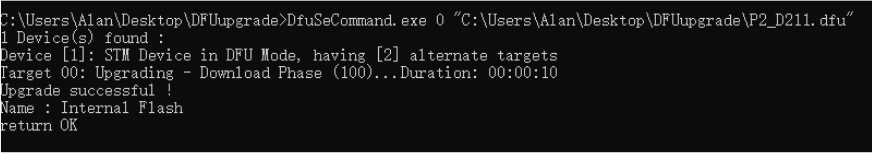 C:\Users\Alan\Desktop\DFUupgrade>DfuSeCommand.exe 0 "C:\Users\Alan\Desktop\DFUupgrade\P2_D211.dfu"
1 Device(s) found :
Device [1]: STM Device in DFU Mode, having [2] alternate targets
Target 00: Upgrading - Download Phase (100)...Duration: 00:00:10
Upgrade successful !
Name : Internal Flash
return OK